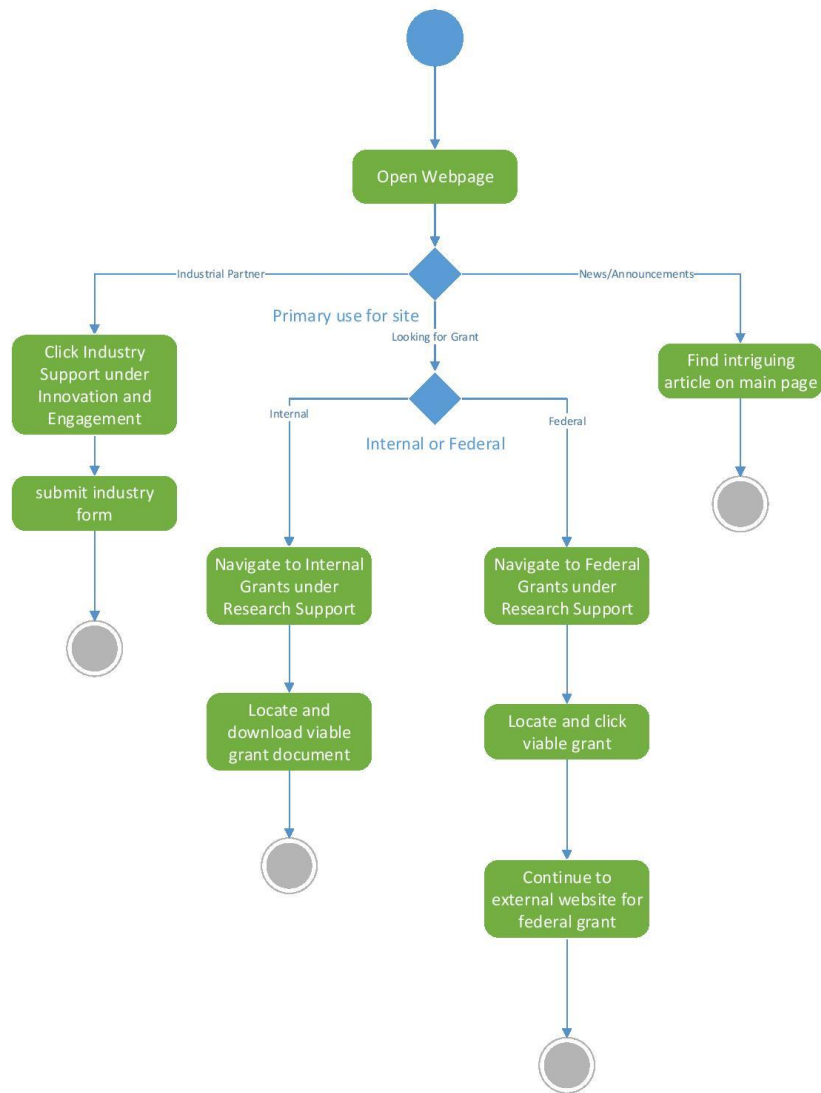 Open Webpage
Industrial Partner
News/Announcements
Primary use for site
Looking for Grant
Click Industry
Support under
Innovation and
Engagement
Find intriguing
article on main page
Internal
Federal
Internal or Federal
submit industry
form
Navigate to Internal
Grants under
Research Support
Navigate to Federal
Grants under
Research Support
Locate and
download viable
grant document
Locate and click
viable grant
Continue to
external website for
federal grant